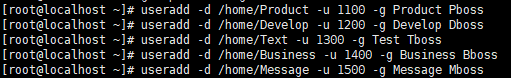 [root@localhost ~]# useradd -d /home/Product -u 1100 -g Product Pboss
[root@localhost ~]# useradd -d /home/Develop -u 1200 -g Develop Dboss
[root@localhost ~]# useradd -d /home/Text -u 1300 -g Test Tboss
[root@localhost ~]# useradd -d /home/Business -u 1400 -g Business Bboss
[root@localhost ~]# useradd -d /home/Message -u 1500 -g Message Mboss